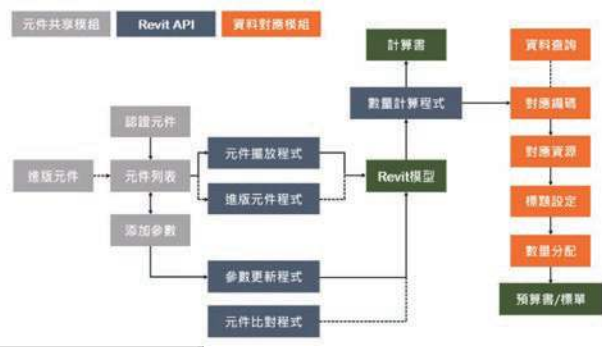 元件共享模組
Revit API
資料對應模組
計算書
資料查詢
數量計算程式
對應編碼
認證元件
元件擺放程式
對應資源
進版元件
元件列表
Revit模型
進版元件程式
標題設定
添加參數
數量分配
參數更新程式
預算書/標單
元件比對程式